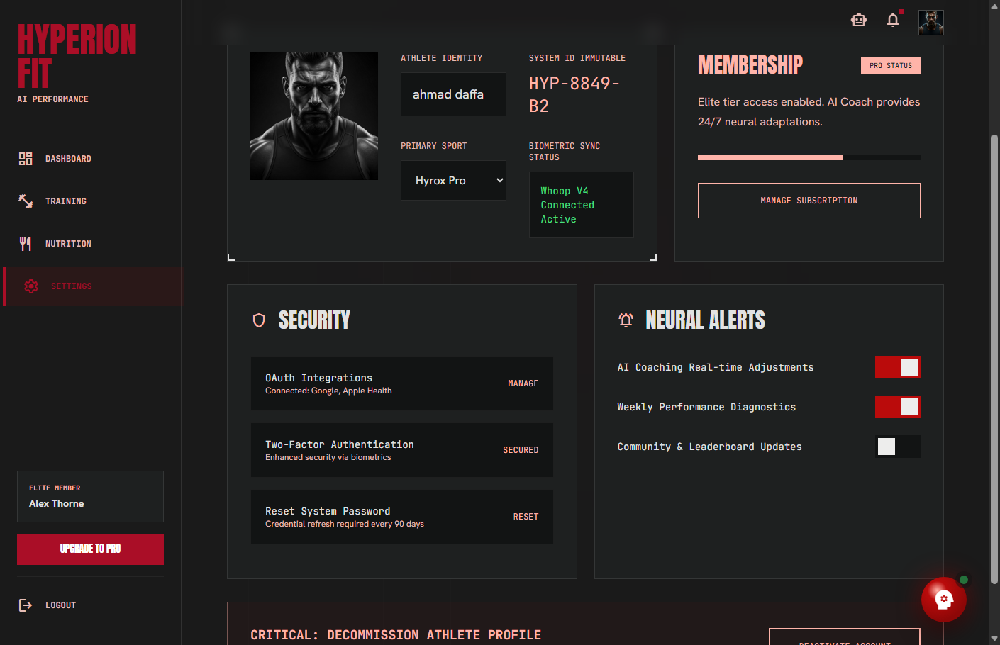 HYPERION
FIT
AI PERFORMANCE
DASHBOARD
TRAINING
NUTRITION
SETTINGS
ELITE MEMBER
Alex Thorne
UPGRADE TO PRO
LOGOUT
ATHLETE IDENTITY
ahmad daffa
SYSTEM ID IMMUTABLE
HYP-8849-
B2
PRIMARY SPORT
Hyrox Pro
BIOMETRIC SYNC
STATUS
Whoop V4
Connected
Active
MEMBERSHIP
PRO STATUS
Elite tier access enabled. AI Coach provides
24/7 neural adaptations.
MANAGE SUBSCRIPTION
SECURITY
OAuth Integrations
Connected: Google, Apple Health
MANAGE
Two-Factor Authentication
Enhanced security via biometrics
SECURED
Reset System Password
Credential refresh required every 90 days
RESET
NEURAL ALERTS
AI Coaching Real-time Adjustments
Weekly Performance Diagnostics
Community & Leaderboard Updates
CRITICAL: DECOMMISSION ATHLETE PROFILE
DEACTIVATE ACCOUNT